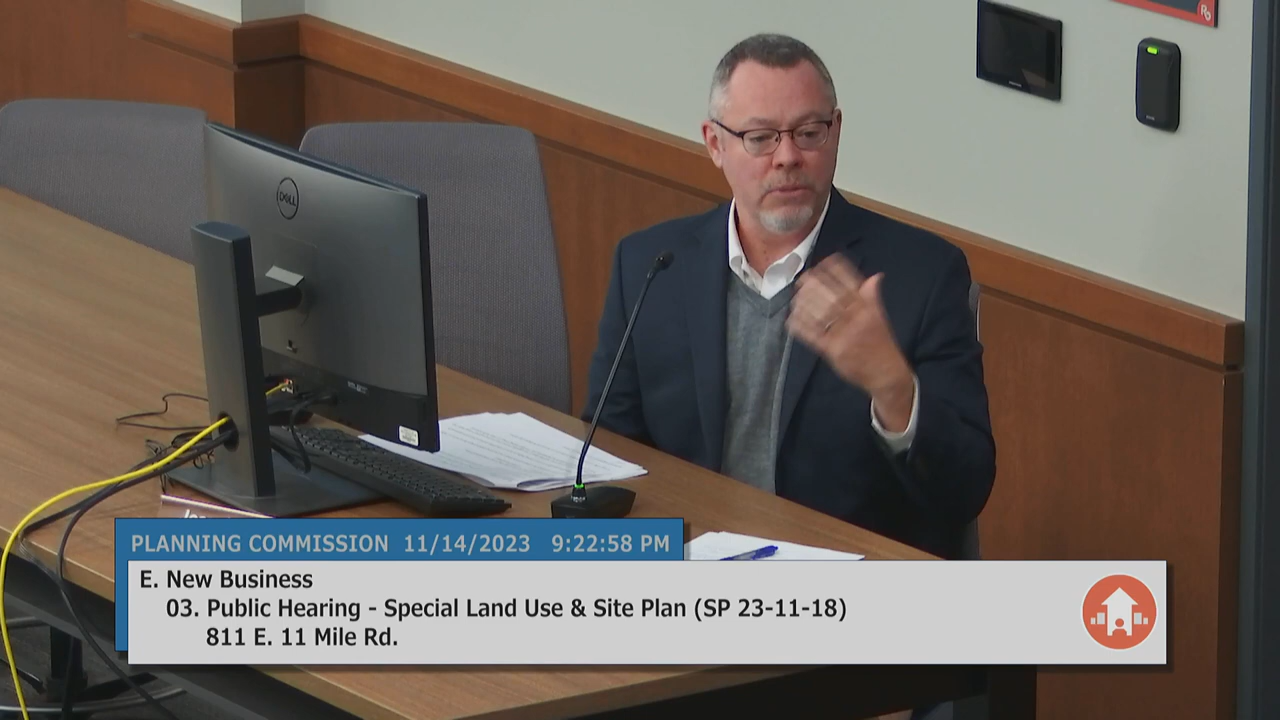 DELL
PLANNING COMMISSION 11/14/2023 9:22:58 PM
E. New Business
03. Public Hearing - Special Land Use & Site Plan (SP 23-11-18)
811 E. 11 Mile Rd.